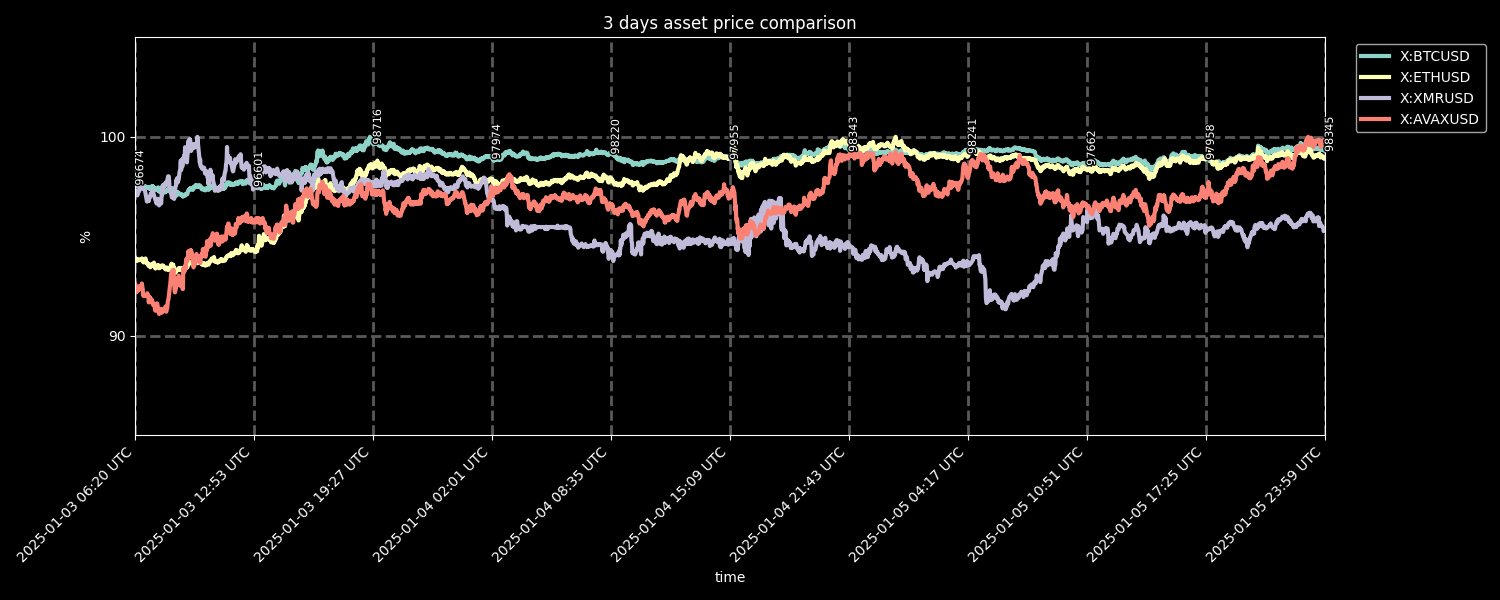 3 days asset price comparison
X:BTCUSD
X:ETHUSD
X:XMRUSD
X:AVAXUSD
100
90
%
96674
96601
98716
97974
98220
97955
98343
98241
97662
97958
98345
2025-01-03 06:20 UTC
2025-01-03 12:53 UTC
2025-01-03 19:27 UTC
2025-01-04 02:01 UTC
2025-01-04 08:35 UTC
2025-01-04 15:09 UTC
2025-01-04 21:43 UTC
2025-01-05 04:17 UTC
2025-01-05 10:51 UTC
2025-01-05 17:25 UTC
2025-01-05 23:59 UTC
time